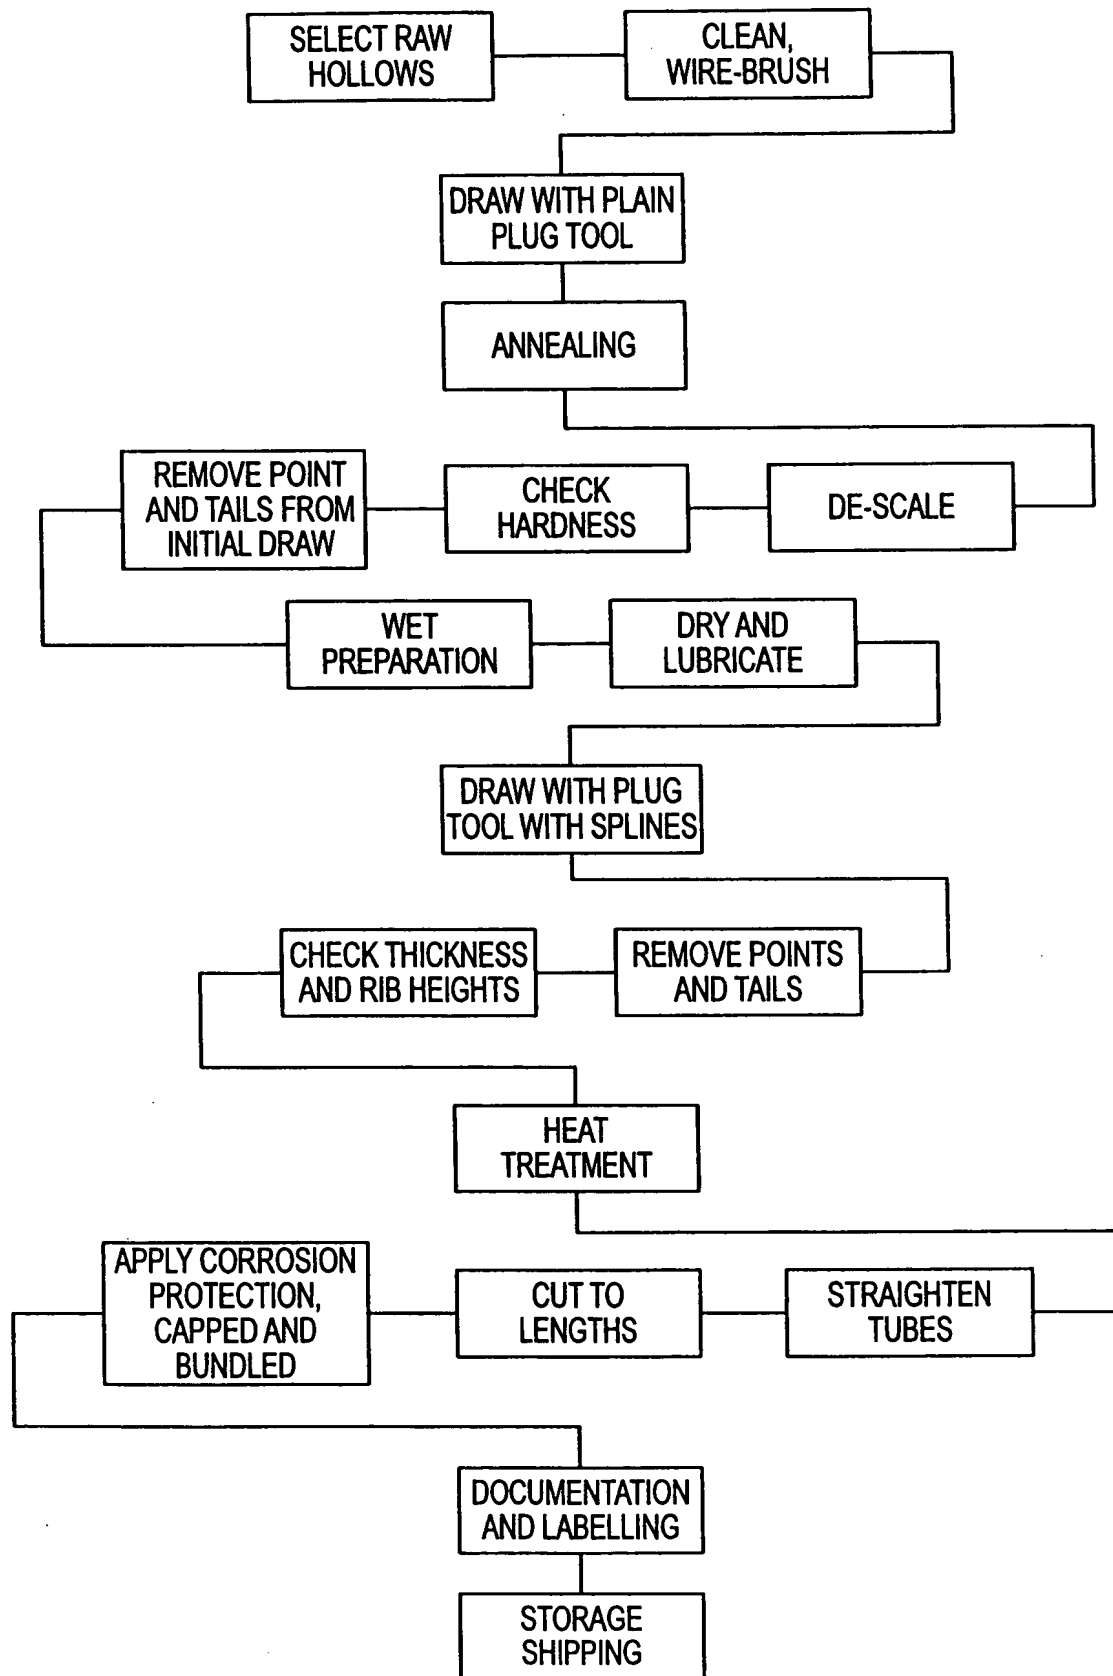 SELECT RAW
HOLLOWS
CLEAN,
WIRE-BRUSH
DRAW WITH PLAIN
PLUG TOOL
ANNEALING
REMOVE POINT
AND TAILS FROM
INITIAL DRAW
CHECK
HARDNESS
DE-SCALE
WET
PREPARATION
DRY AND
LUBRICATE
DRAW WITH PLUG
TOOL WITH SPLINES
CHECK THICKNESS
AND RIB HEIGHTS
REMOVE POINTS
AND TAILS
HEAT
TREATMENT
APPLY CORROSION
PROTECTION,
CAPPED AND
BUNDLED
CUT TO
LENGTHS
STRAIGHTEN
TUBES
DOCUMENTATION
AND LABELLING
STORAGE
SHIPPING